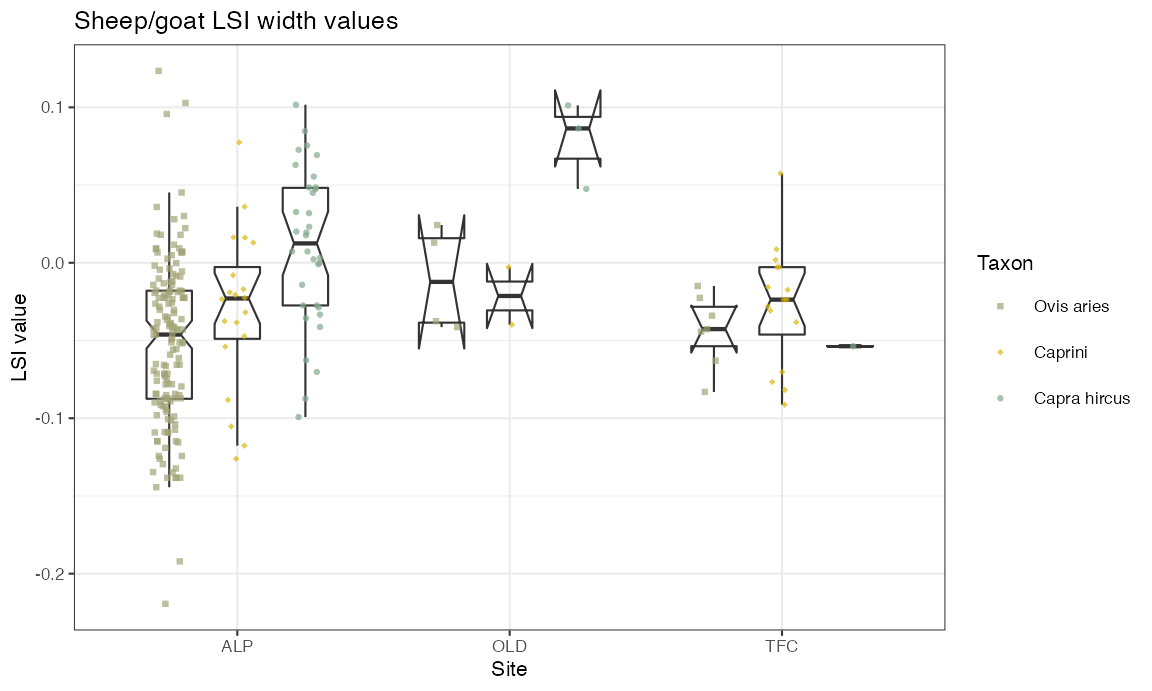 Sheep/goat LSI width values
LSI value
0.1
0.0
-0.1
-0.2
ALP
OLD
TFC
Site
Taxon
Ovis aries
Caprini
Capra hircus